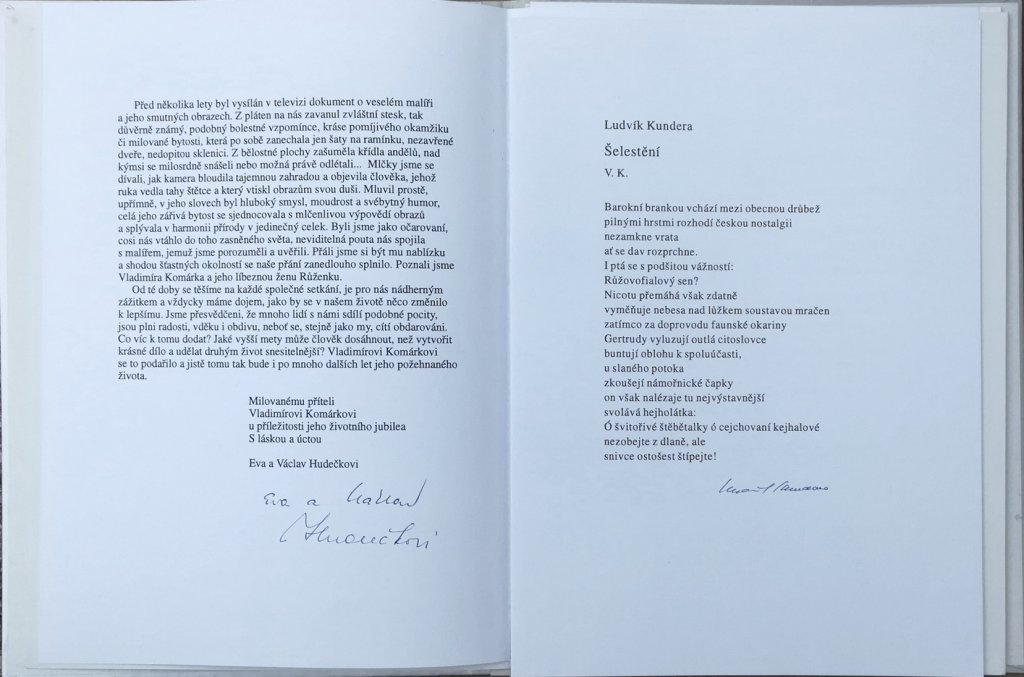 Před několika lety byl vysílán v televizi dokument o veselém malíři
a jeho smutných obrazech. Z pláten na nás zavanul zvláštní stesk, tak
důvěrně známý, podobný bolestné vzpomínce, kráse pomíjivého okamžiku
či milované bytosti, která po sobě zanechala jen šaty na ramínku, nezavřené
dveře, nedopitou sklenici. Z bělostné plochy zašuměla křídla andělů, nad
kýmsi se milosrdně snášeli nebo možná právě odlétali... Mlčky jsme se
dívali, jak kamera bloudila tajemnou zahradou a objevila člověka, jehož
ruka vedla tahy štětce a který vtiskl obrazům svou duši. Mluvil prostě,
upřímně, v jeho slovech byl hluboký smysl, moudrost a svébytný humor,
celá jeho zářivá bytost se sjednocovala s mlčenlivou výpovědí obrazů
a splývala v harmonii přírody v jedinečný celek. Byli jsme jako očarovaní,
cosi nás vtáhlo do toho zasněného světa, neviditelná pouta nás spojila
s malířem, jemuž jsme porozuměli a uvěřili. Přáli jsme si být mu nablízku
a shodou šťastných okolností se naše přání zanedlouho splnilo. Poznali jsme
Vladimíra Komárka a jeho líbeznou ženu Růženku.
Od té doby se těšíme na každé společné setkání, je pro nás nádherným
zážitkem a vždycky máme dojem, jako by se v našem životě něco změnilo
k lepšímu. Jsme přesvědčeni, že mnoho lidí s námi sdílí podobné pocity,
jsou plni radosti, vděku i obdivu, neboť se, stejně jako my, cítí obdarováni.
Co víc k tomu dodat? Jaké vyšší mety může člověk dosáhnout, než vytvořit
krásné dílo a udělat druhým život snesitelnější? Vladimírovi Komárkovi
se to podařilo a jistě tomu tak bude i po mnoho dalších let jeho požehnaného
života.
Milovanému příteli
Vladimírovi Komárkovi
u příležitosti jeho životního jubilea
S láskou a úctou
Eva a Václav Hudečkovi
Eva a Václav
Hudečkovi
Ludvík Kundera
Šelestění
V. K.
Barokní brankou vchází mezi obecnou drůbež
pilnými hrstmi rozhodí českou nostalgii
nezamkne vrata
ať se dav rozprchne.
I ptá se s podšitou vážností:
Růžovofialový sen?
Nicotu přemáhá však zdatně
vyměňuje nebesa nad lůžkem soustavou mračen
zatímco za doprovodu faunské okariny
Gertrudy vyluzují outlá citoslovce
buntují oblohu k spoluúčasti,
u slaného potoka
zkoušejí námořnické čapky
on však nalézaje tu nejvýstavnější
svolává hejholátka:
Ó švitořivé štěbětalky ó cejchovaní kejhalové
nezobejte z dlaně, ale
snivce ostošest štípejte!